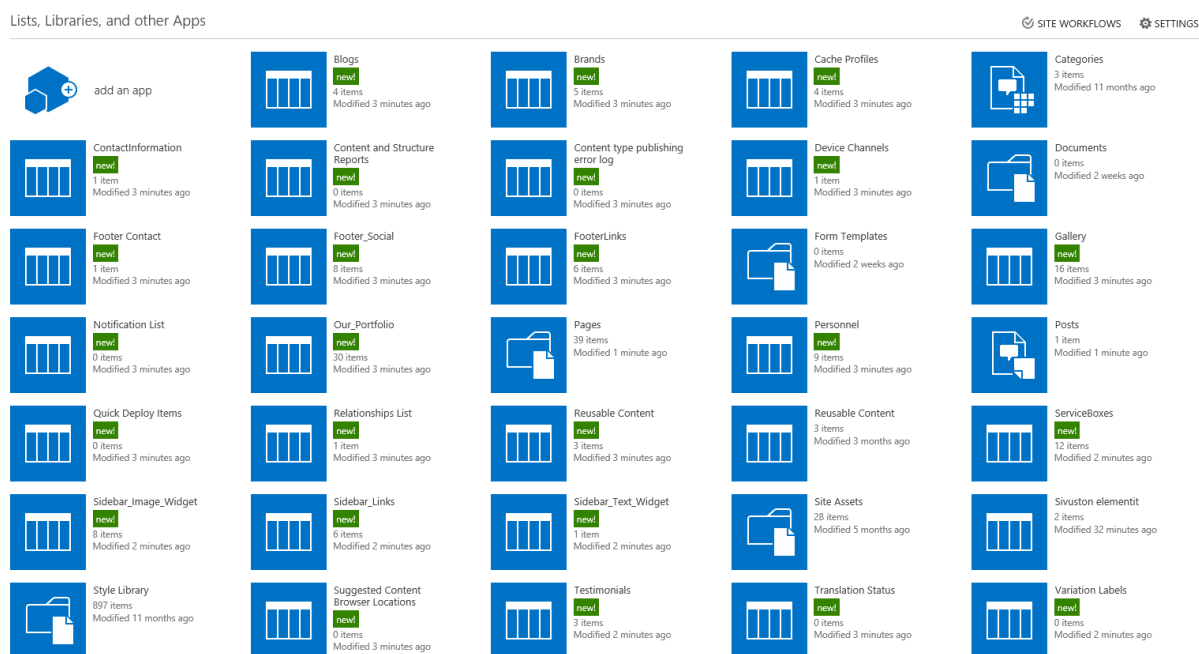 Lists, Libraries, and other Apps
SITE WORKFLOWS
SETTINGS
add an app
Blogs
new!
4 items
Modified 3 minutes ago
Brands
new!
5 items
Modified 3 minutes ago
Cache Profiles
new!
4 items
Modified 3 minutes ago
Categories
3 items
Modified 11 months ago
ContactInformation
new!
1 item
Modified 3 minutes ago
Content and Structure
Reports
new!
0 items
Modified 3 minutes ago
Content type publishing
error log
new!
0 items
Modified 3 minutes ago
Device Channels
new!
1 item
Modified 3 minutes ago
Documents
0 items
Modified 2 weeks ago
Footer Contact
new!
1 item
Modified 3 minutes ago
Footer_Social
new!
8 items
Modified 3 minutes ago
FooterLinks
new!
6 items
Modified 3 minutes ago
Form Templates
0 items
Modified 2 weeks ago
Gallery
new!
16 items
Modified 3 minutes ago
Notification List
new!
0 items
Modified 3 minutes ago
Our_Portfolio
new!
30 items
Modified 3 minutes ago
Pages
39 items
Modified 1 minute ago
Personnel
new!
9 items
Modified 3 minutes ago
Posts
1 item
Modified 1 minute ago
Quick Deploy Items
new!
0 items
Modified 3 minutes ago
Relationships List
new!
1 item
Modified 3 minutes ago
Reusable Content
new!
3 items
Modified 3 minutes ago
Reusable Content
3 items
Modified 3 months ago
ServiceBoxes
new!
12 items
Modified 2 minutes ago
Sidebar_Image_Widget
new!
8 items
Modified 2 minutes ago
Sidebar_Links
new!
6 items
Modified 2 minutes ago
Sidebar_Text_Widget
new!
1 item
Modified 2 minutes ago
Site Assets
28 items
Modified 5 months ago
Sivuston elementit
2 items
Modified 32 minutes ago
Style Library
897 items
Modified 11 months ago
Suggested Content
Browser Locations
new!
0 items
Modified 3 minutes ago
Testimonials
new!
3 items
Modified 2 minutes ago
Translation Status
new!
0 items
Modified 3 minutes ago
Variation Labels
new!
0 items
Modified 2 minutes ago